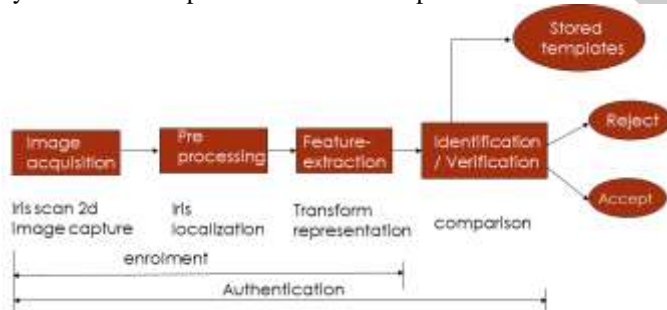 Stored
templates
Image
acquisition
Pre
processing
Feature-
extraction
Identification
/ Verification
Reject
Accept
Iris scan 2d
Image capture
Iris
localization
Transform
representation
comparison
enrolment
Authentication